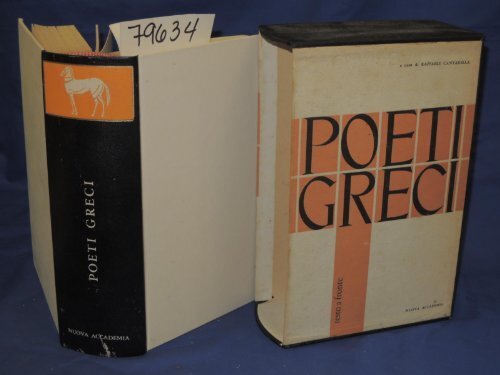 79634
POETI GRECI
NUOVA ACCADEMIA
a cura di RAFFAELE CANTARELLA
POETI
GRECI
testo a fronte
NUOVA ACCADEMIA